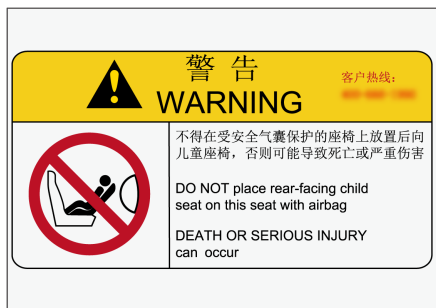 警告
客户热线：
WARNING
不得在受安全气囊保护的座椅上放置后向
儿童座椅，否则可能导致死亡或严重伤害
DO NOT place rear-facing child
seat on this seat with airbag
DEATH OR SERIOUS INJURY
can occur